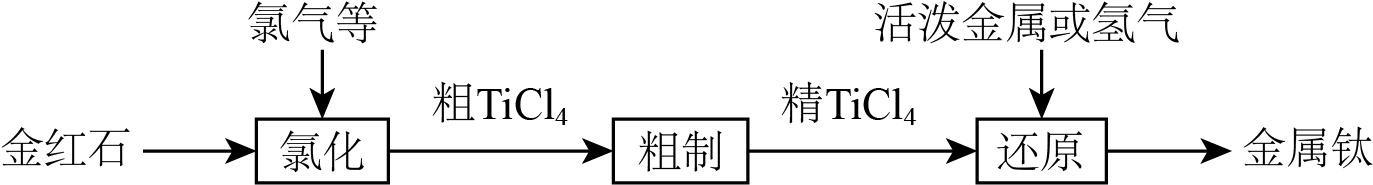 氯气等
活泼金属或氢气
粗TiCl₄
精TiCl₄
金红石
氯化
粗制
还原
金属钛